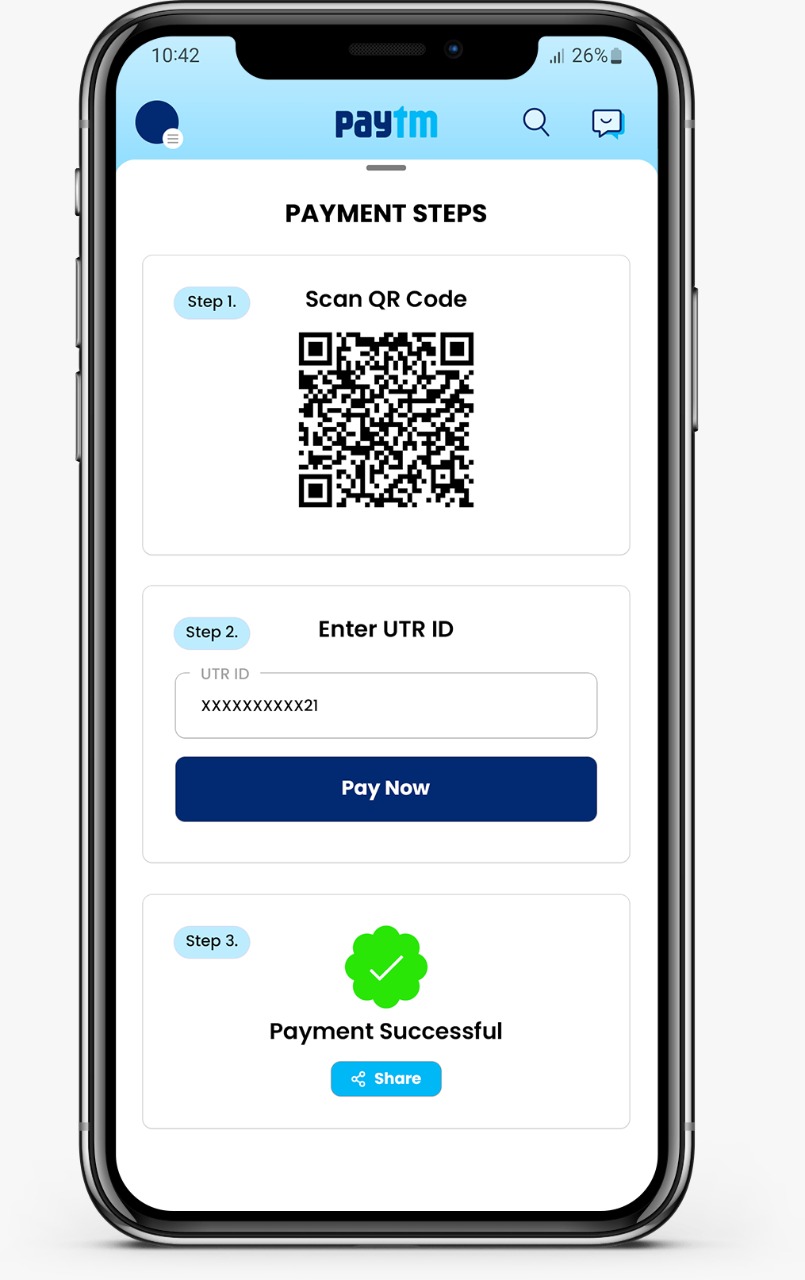 10:42
26%
paytm
PAYMENT STEPS
Step 1.
Scan QR Code
Step 2.
Enter UTR ID
UTR ID
XXXXXXXXXX21
Pay Now
Step 3.
Payment Successful
Share